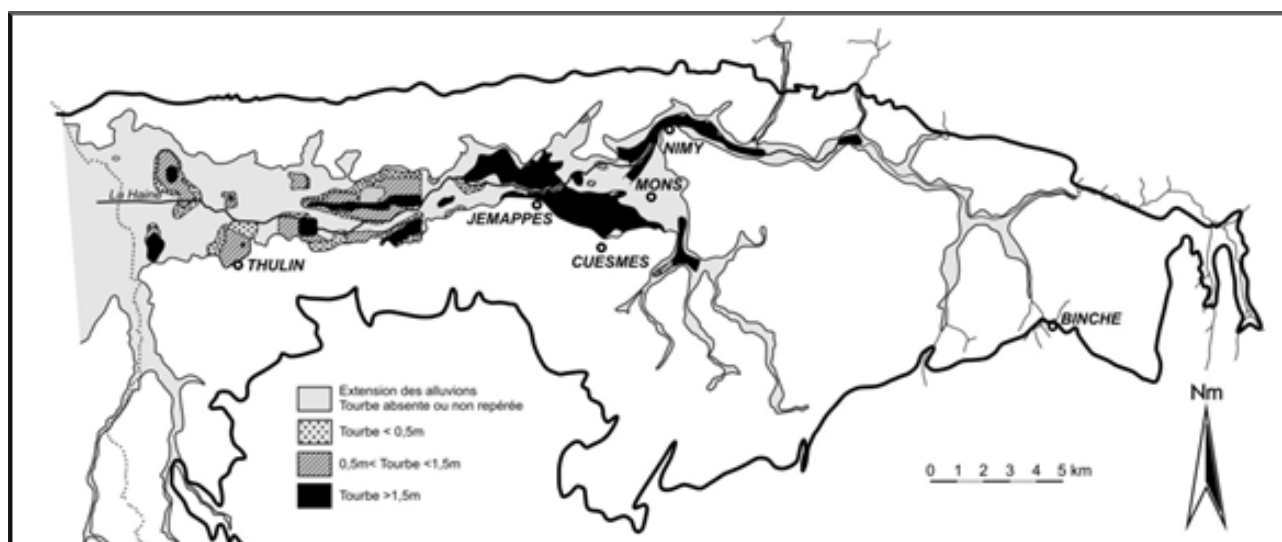 NIMY
La Haine
MONS
JEMAPPES
CUESMES
THULIN
BINCHE
Extension des alluvions
Tourbe absente ou non repérée
Tourbe < 0,5m
0,5m< Tourbe <1,5m
Tourbe >1,5m
0 1 2 3 4 5 km
Nm